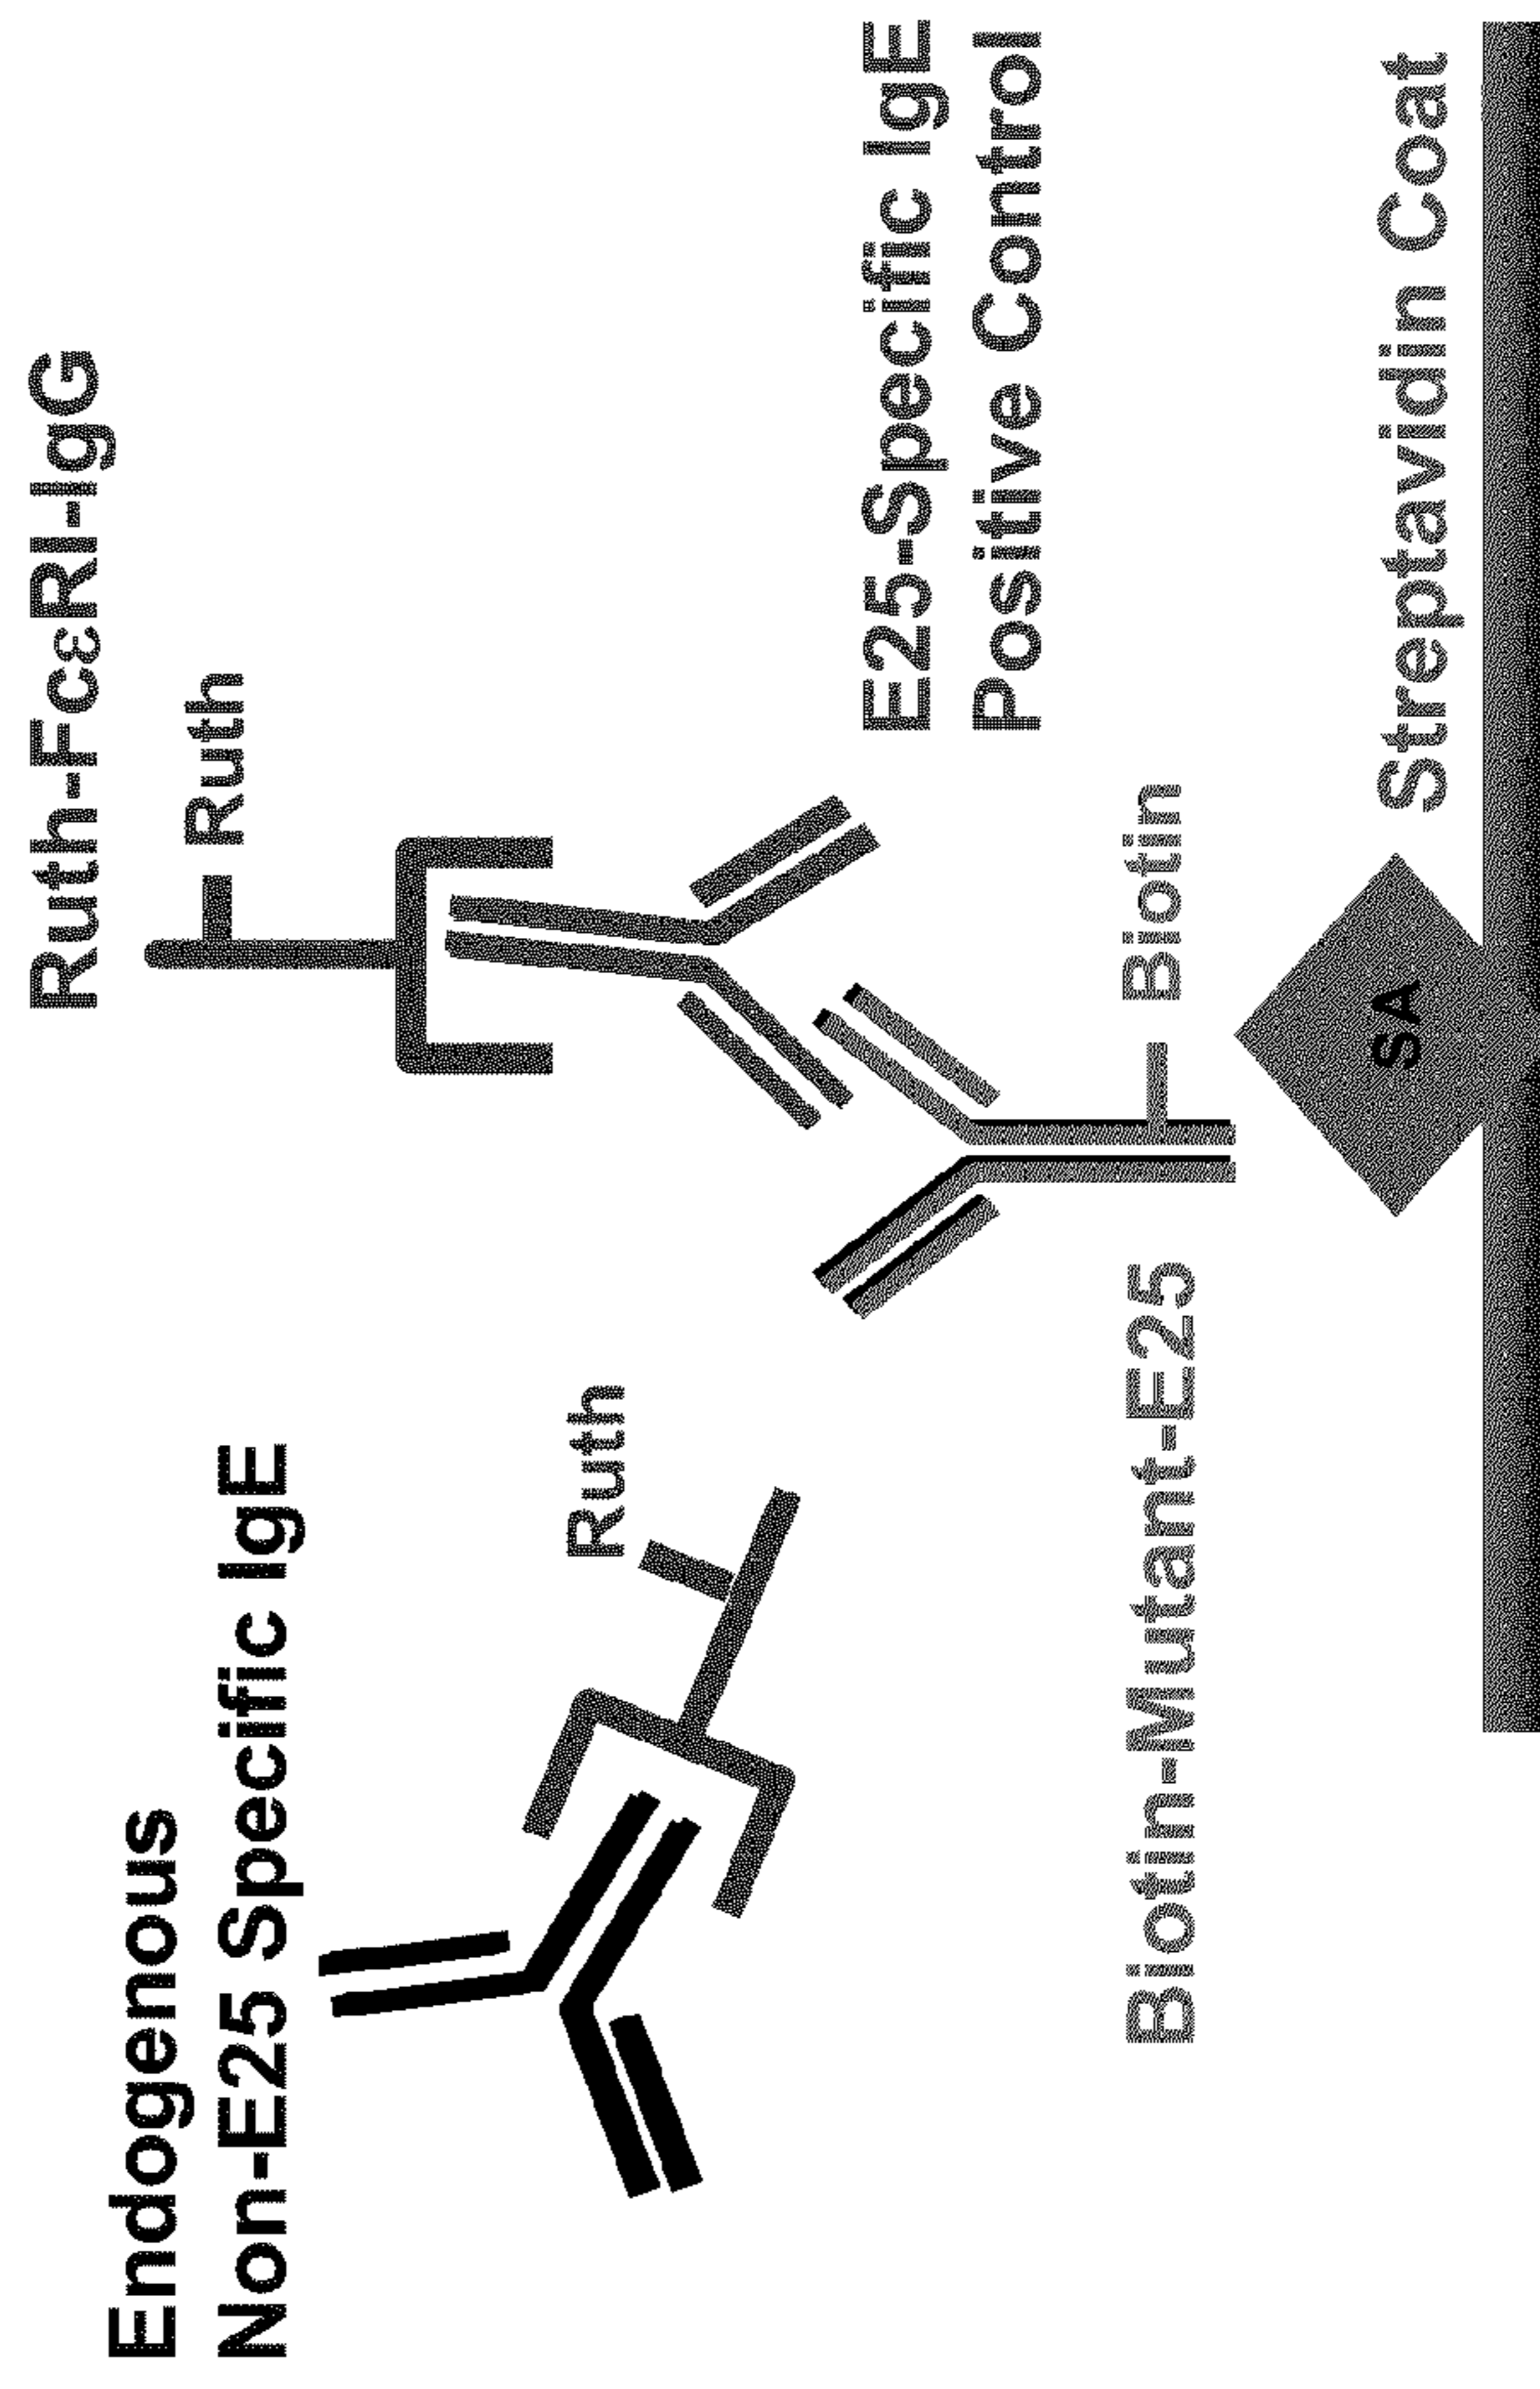 Ruth-FcεRI-IgG
Ruth
Endogenous
Non-E25 Specific IgE
Ruth
E25-Specific IgE
Positive Control
Biotin
Biotin-Mutant-E25
SA
Streptavidin Coat